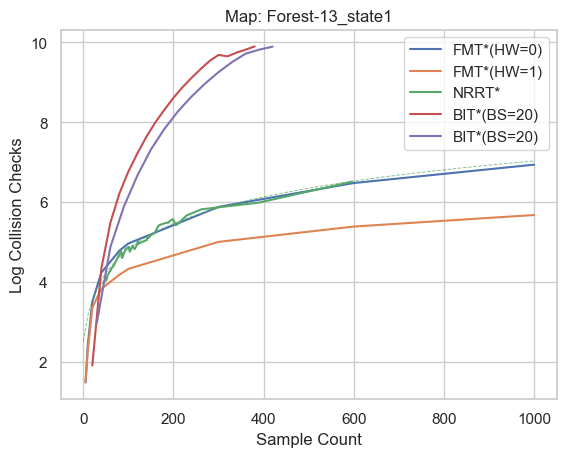 Map: Forest-13_state1
10
8
6
4
2
Log Collision Checks
FMT*(HW=0)
FMT*(HW=1)
NRRT*
BIT*(BS=20)
BIT*(BS=20)
0
200
400
600
800
1000
Sample Count